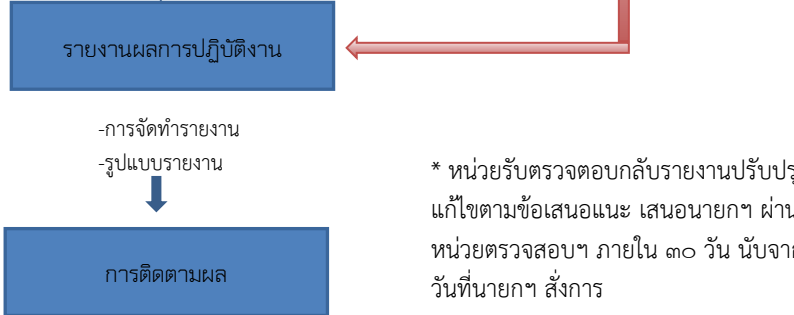 รายงานผลการปฏิบัติงาน
-การจัดทำรายงาน
-รูปแบบรายงาน
* หน่วยรับตรวจตอบกลับรายงานปรับปรุ
แก้ไขตามข้อเสนอแนะ เสนอนายกฯ ผ่าน
หน่วยตรวจสอบฯ ภายใน ๓๐ วัน นับจาก
วันที่นายกฯ สั่งการ
การติดตามผล